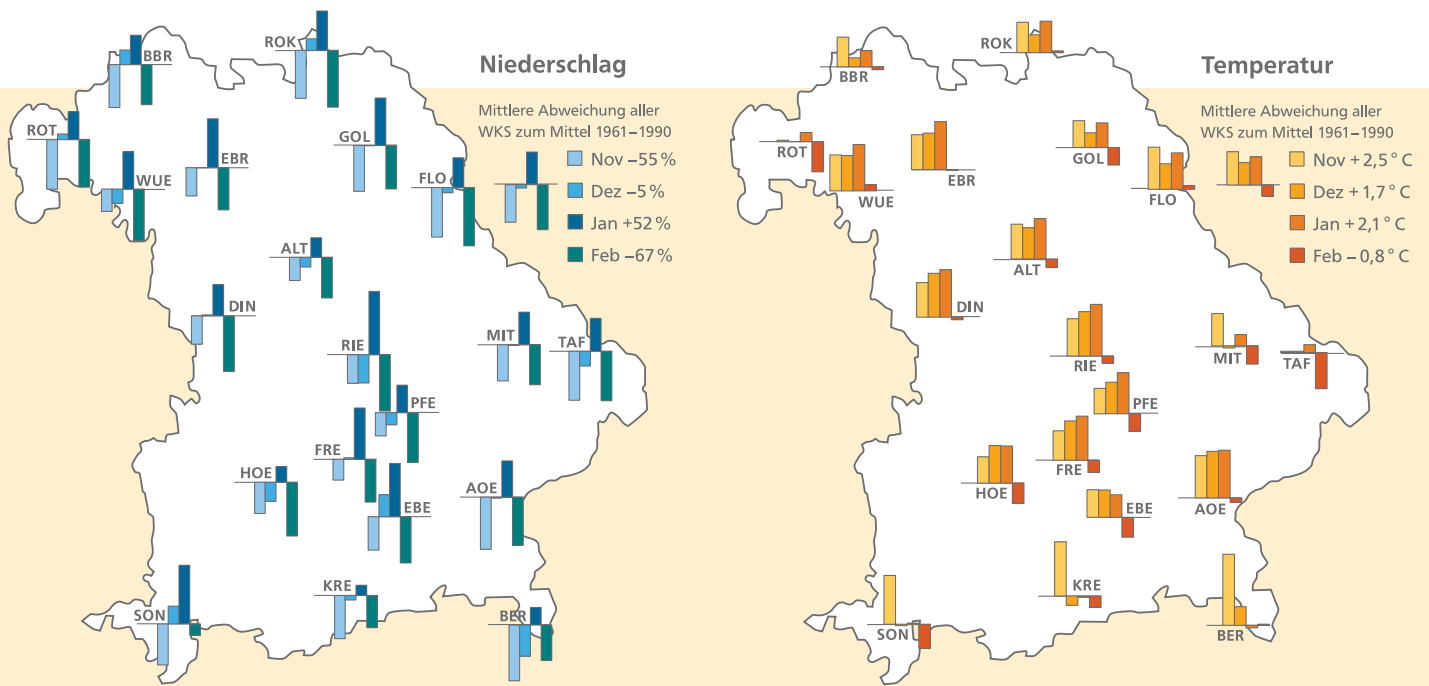 Niederschlag
Mittlere Abweichung aller
WKS zum Mittel 1961–1990
Nov –55 %
Dez –5 %
Jan +52 %
Feb –67 %
BBR
ROK
ROT
EBR
GOL
WUE
FLO
ALT
DIN
RIE
MIT
TAF
PFE
FRE
HOE
AOE
EBE
KRE
SON
BER
Temperatur
Mittlere Abweichung aller
WKS zum Mittel 1961–1990
Nov +2,5° C
Dez +1,7° C
Jan +2,1° C
Feb –0,8° C
ROK
BBR
ROT
GOL
EBR
WUE
FLO
ALT
DIN
MIT
RIE
TAF
PFE
FRE
HOE
AOE
EBE
KRE
SON
BER